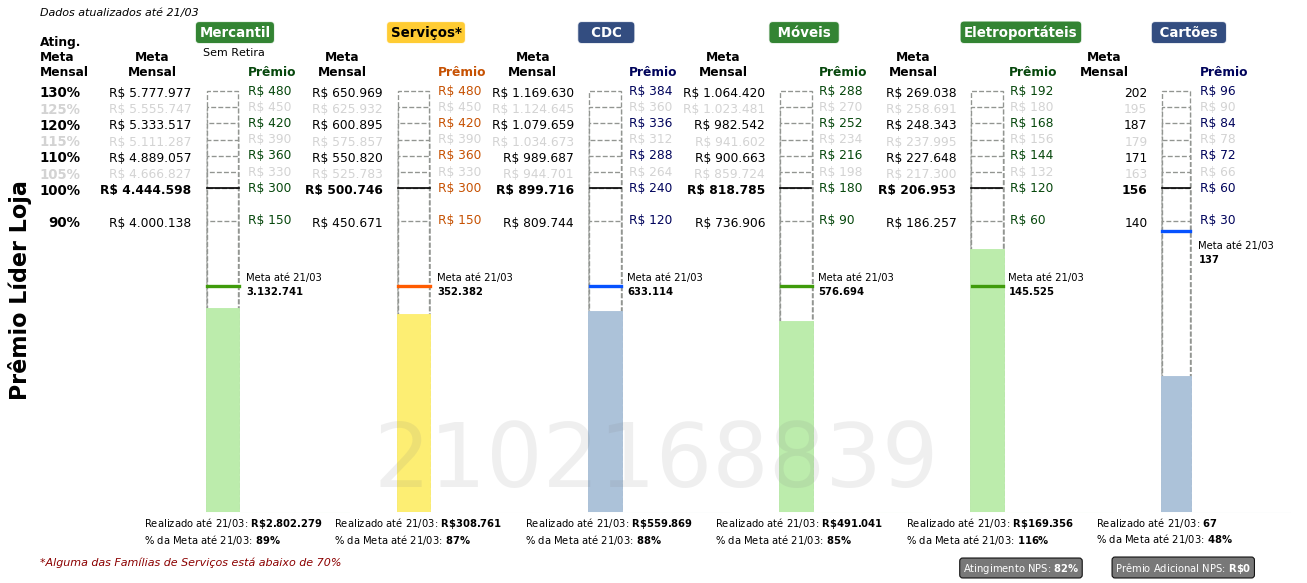 Dados atualizados até 21/03
Mercantil Serviços* CDC Móveis Eletroportáteis Cartões
Sem Retira
Ating. Meta Mensal
Meta Mensal Prêmio Meta Mensal Prêmio Meta Mensal Prêmio Meta Mensal Prêmio Meta Mensal Prêmio Meta Mensal Prêmio
130% R$ 5.777.977 R$ 480 R$ 650.969 R$ 480 R$ 1.169.630 R$ 384 R$ 1.064.420 R$ 288 R$ 269.038 R$ 192 202 R$ 96
125% R$ 5.555.747 R$ 450 R$ 625.932 R$ 450 R$ 1.124.645 R$ 360 R$ 1.023.481 R$ 270 R$ 258.691 R$ 180 195 R$ 90
120% R$ 5.333.517 R$ 420 R$ 600.895 R$ 420 R$ 1.079.659 R$ 336 R$ 982.542 R$ 252 R$ 248.343 R$ 168 187 R$ 84
115% R$ 5.111.287 R$ 390 R$ 575.857 R$ 390 R$ 1.034.673 R$ 312 R$ 941.602 R$ 234 R$ 237.995 R$ 156 179 R$ 78
110% R$ 4.889.057 R$ 360 R$ 550.820 R$ 360 R$ 989.687 R$ 288 R$ 900.663 R$ 216 R$ 227.648 R$ 144 171 R$ 72
105% R$ 4.666.827 R$ 330 R$ 525.783 R$ 330 R$ 944.701 R$ 264 R$ 859.724 R$ 198 R$ 217.300 R$ 132 163 R$ 66
100% R$ 4.444.598 R$ 300 R$ 500.746 R$ 300 R$ 899.716 R$ 240 R$ 818.785 R$ 180 R$ 206.953 R$ 120 156 R$ 60
90% R$ 4.000.138 R$ 150 R$ 450.671 R$ 150 R$ 809.744 R$ 120 R$ 736.906 R$ 90 R$ 186.257 R$ 60 140 R$ 30
Prêmio Líder Loja
Meta até 21/03
3.132.741
Meta até 21/03
352.382
Meta até 21/03
633.114
Meta até 21/03
576.694
Meta até 21/03
145.525
Meta até 21/03
137
2102168839
Realizado até 21/03: R$2.802.279
% da Meta até 21/03: 89%
Realizado até 21/03: R$308.761
% da Meta até 21/03: 87%
Realizado até 21/03: R$559.869
% da Meta até 21/03: 88%
Realizado até 21/03: R$491.041
% da Meta até 21/03: 85%
Realizado até 21/03: R$169.356
% da Meta até 21/03: 116%
Realizado até 21/03: 67
% da Meta até 21/03: 48%
*Alguma das Famílias de Serviços está abaixo de 70%
Atingimento NPS: 82%
Prêmio Adicional NPS: R$0